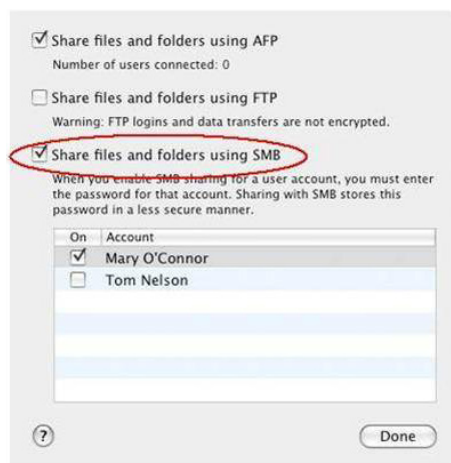 Share files and folders using AFP
Number of users connected: 0
Share files and folders using FTP
Warning: FTP logins and data transfers are not encrypted.
Share files and folders using SMB
When you enable SMB sharing for a user account, you must enter
the password for that account. Sharing with SMB stores this
password in a less secure manner.
On Account
Mary O'Connor
Tom Nelson
? Done